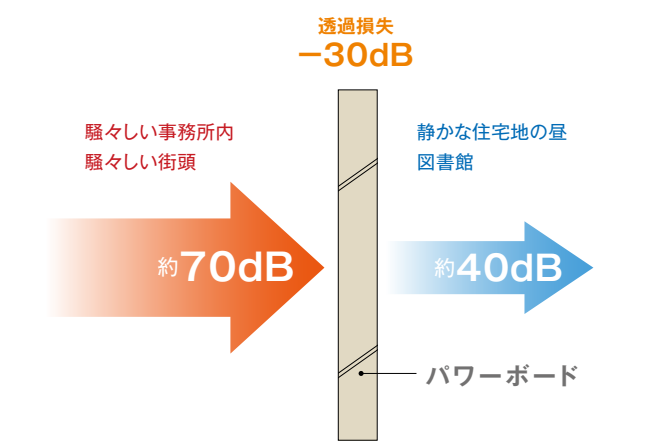 透過損失
−30dB
騒々しい事務所内
騒々しい街頭
静かな住宅地の昼
図書館
約70dB
約40dB
パワーボード